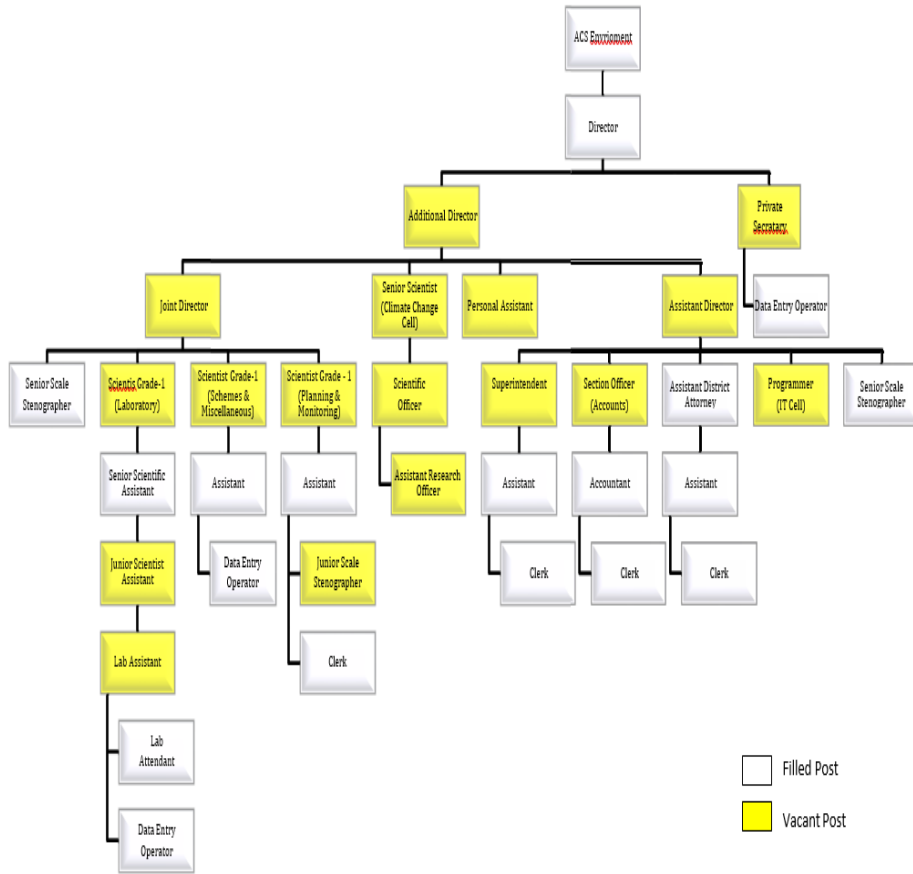 ACS Envrioment
Director
Additional Director
Private
Secratary
Joint Director
Senior Scientist
(Climate Change
Cell)
Personal Assistant
Assistant Director
Data Entry Operator
Senior Scale
Stenographer
Scientis Grade-1
(Laboratory)
Scientist Grade-1
(Schemes &
Miscellaneous)
Scientist Grade - 1
(Planning &
Monitoring)
Scientific
Officer
Superintendent
Section Officer
(Accounts)
Assistant District
Attorney
Programmer
(IT Cell)
Senior Scale
Stenographer
Senior Scientific
Assistant
Assistant
Assistant
Assistant Research
Officer
Assistant
Accountant
Assistant
Junior Scientist
Assistant
Data Entry
Operator
Junior Scale
Stenographer
Clerk
Clerk
Clerk
Lab Assistant
Clerk
Lab
Attendant
Data Entry
Operator
Filled Post
Vacant Post